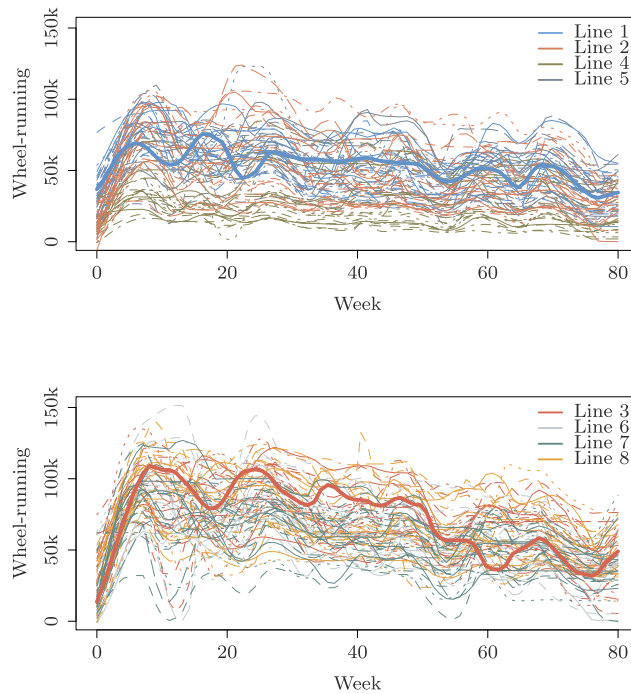 150k
100k
50k
0
Wheel-running
Line 1
Line 2
Line 4
Line 5
0 20 40 60 80
Week
150k
100k
50k
0
Wheel-running
Line 3
Line 6
Line 7
Line 8
0 20 40 60 80
Week